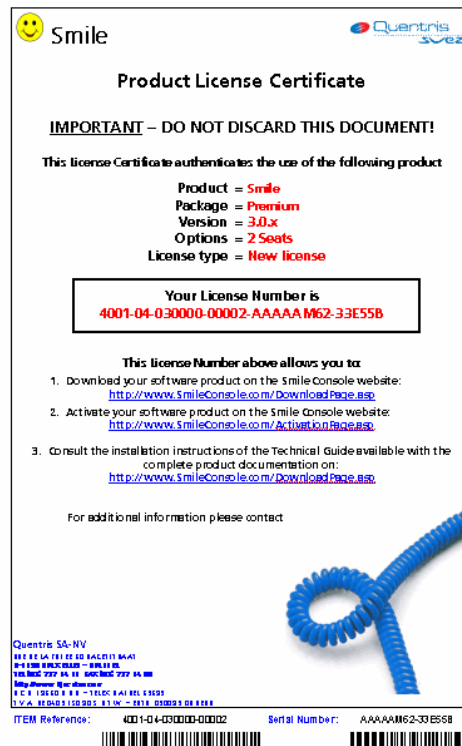 Smile
Quentris
Product License Certificate
IMPORTANT – DO NOT DISCARD THIS DOCUMENT!
This License Certificate authenticates the use of the following product
Product = Smile
Package = Premium
Version = 3.0.x
Options = 2 Seats
License type = New license
Your License Number is
4001-04-030000-00002-AAAAAM62-33E55B
This License Number above allows you to:
1. Download your software product on the Smile Console website:
http://www.SmileConsole.com/DownloadPage.asp
2. Activate your software product on the Smile Console website:
http://www.SmileConsole.com/ActivationPage.asp
3. Consult the installation instructions of the Technical Guide available with the
complete product documentation on:
http://www.SmileConsole.com/DownloadPage.asp
For additional information please contact
Quentris SA-NV
ITEM Reference: 4001-04-030000-00002 Serial Number: AAAAAM62-33E55B